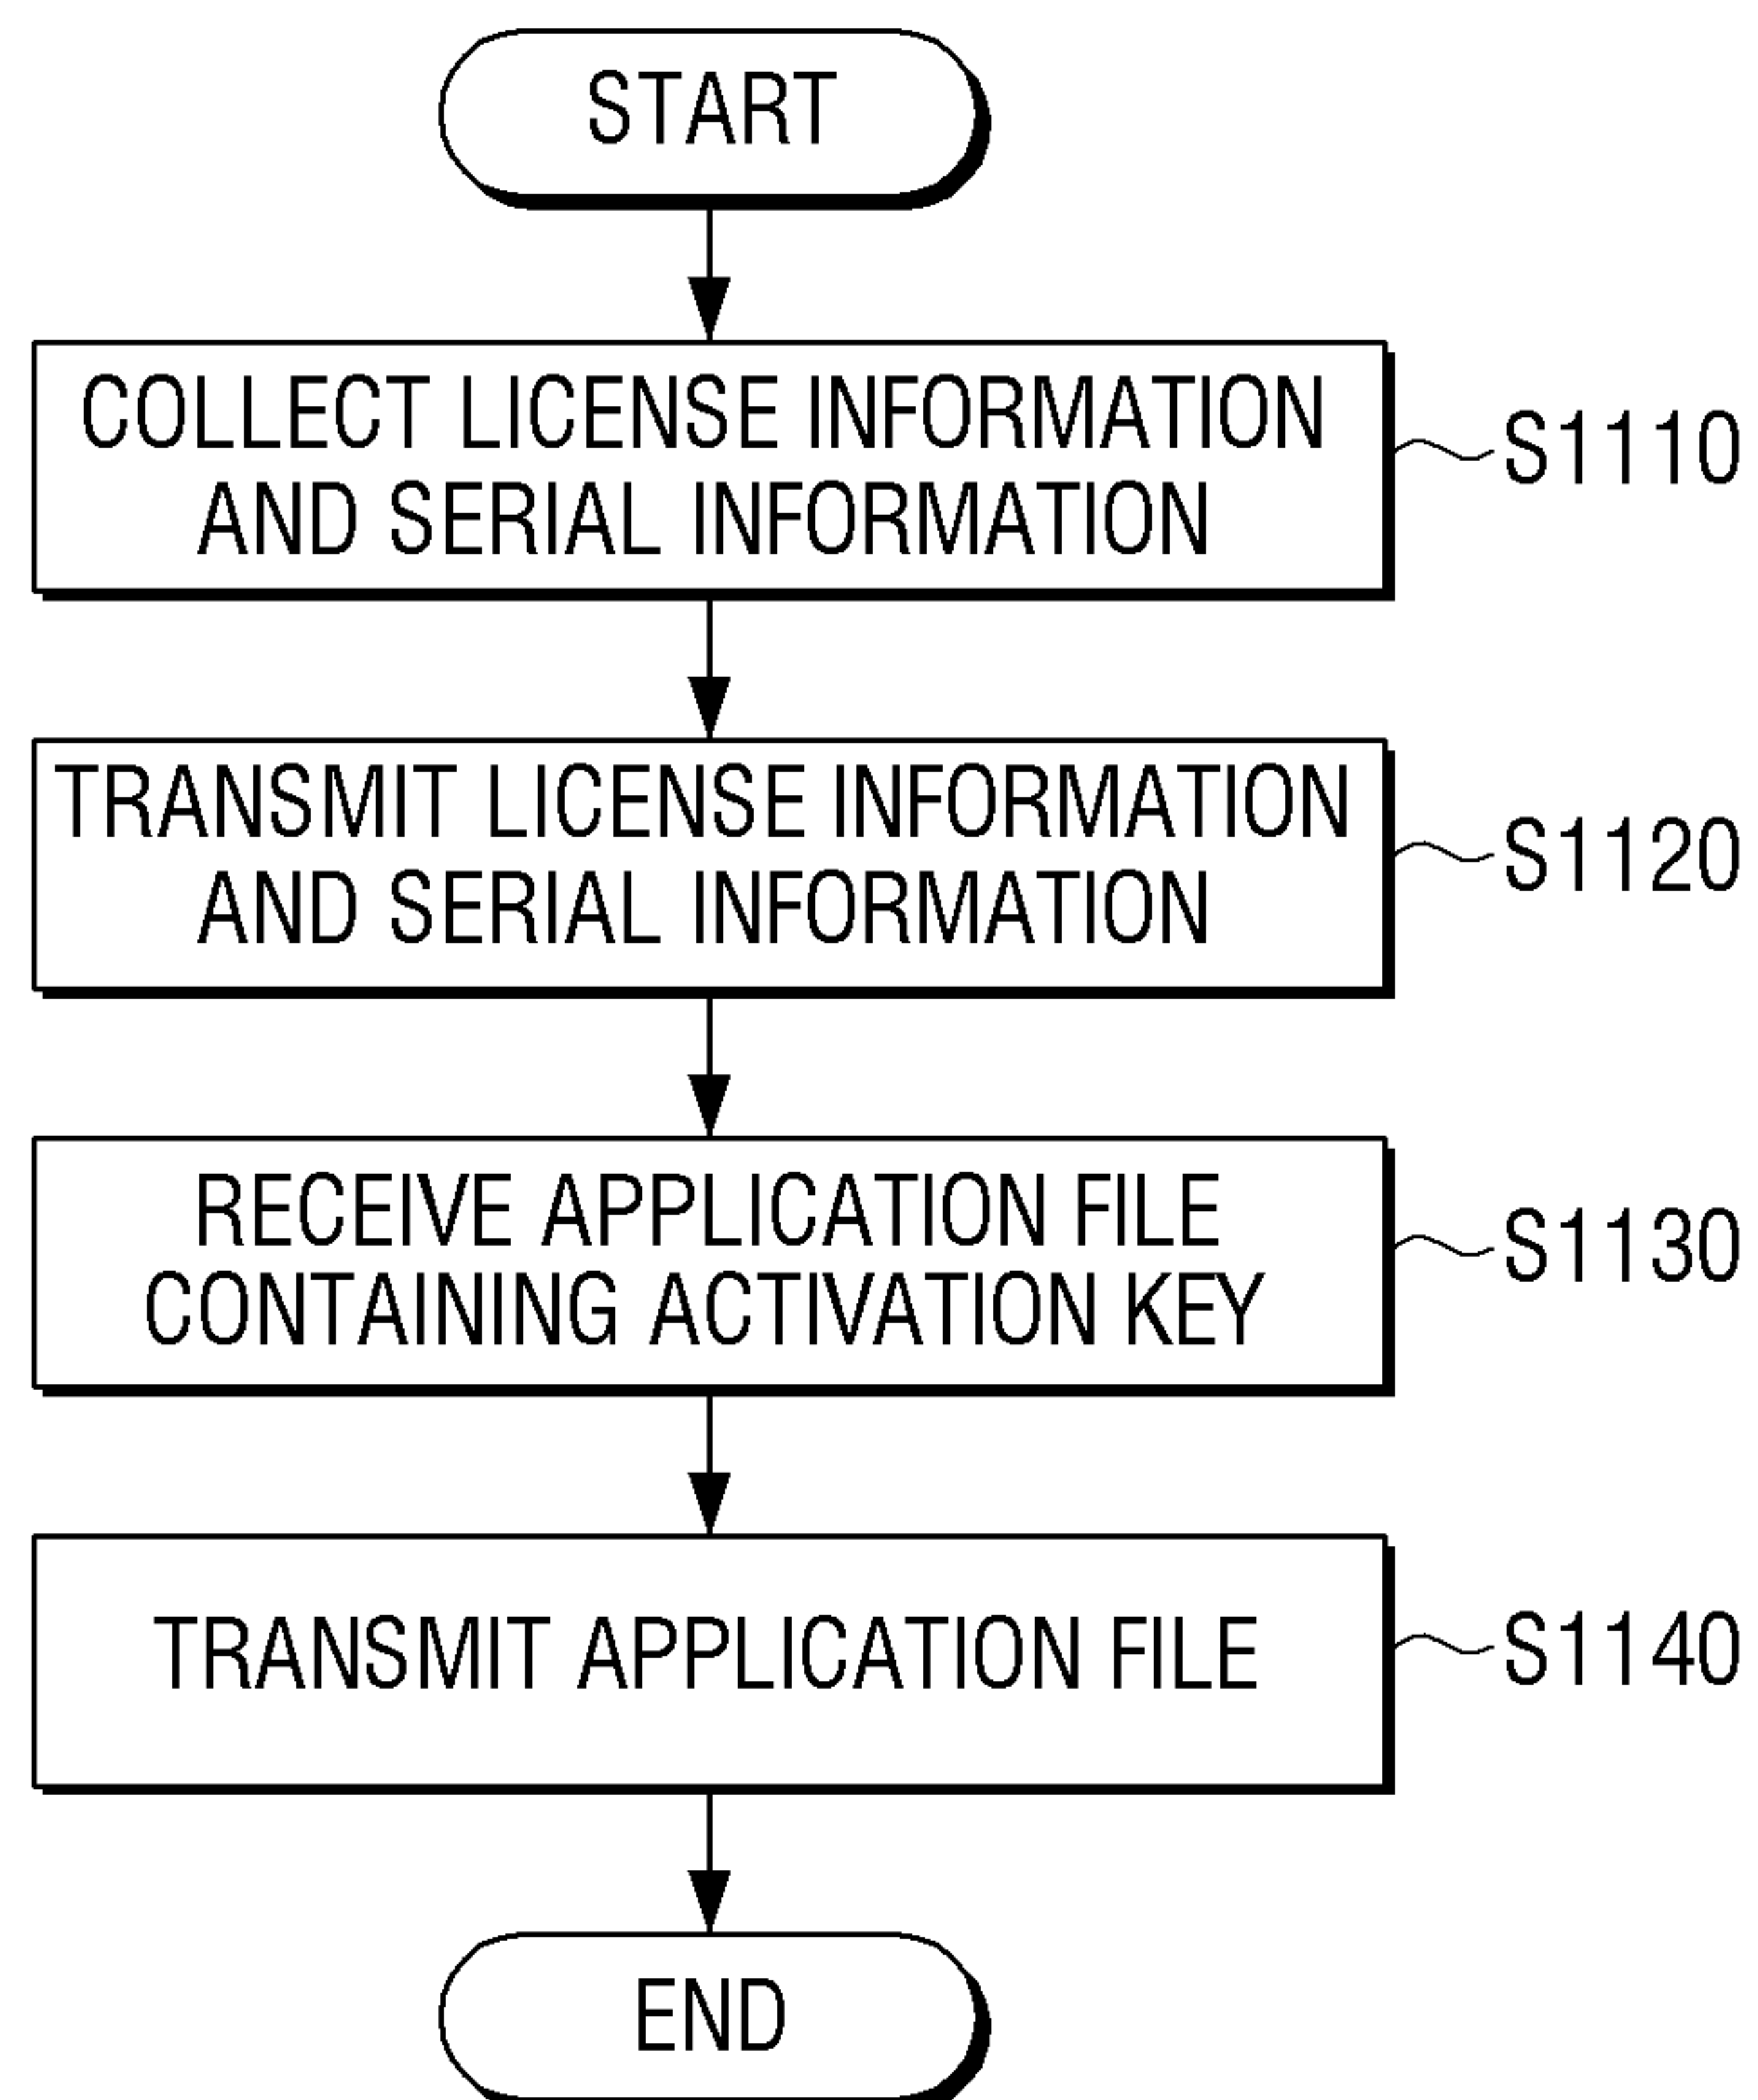 START
COLLECT LICENSE INFORMATION
AND SERIAL INFORMATION
S1110
TRANSMIT LICENSE INFORMATION
AND SERIAL INFORMATION
S1120
RECEIVE APPLICATION FILE
CONTAINING ACTIVATION KEY
S1130
TRANSMIT APPLICATION FILE
S1140
END